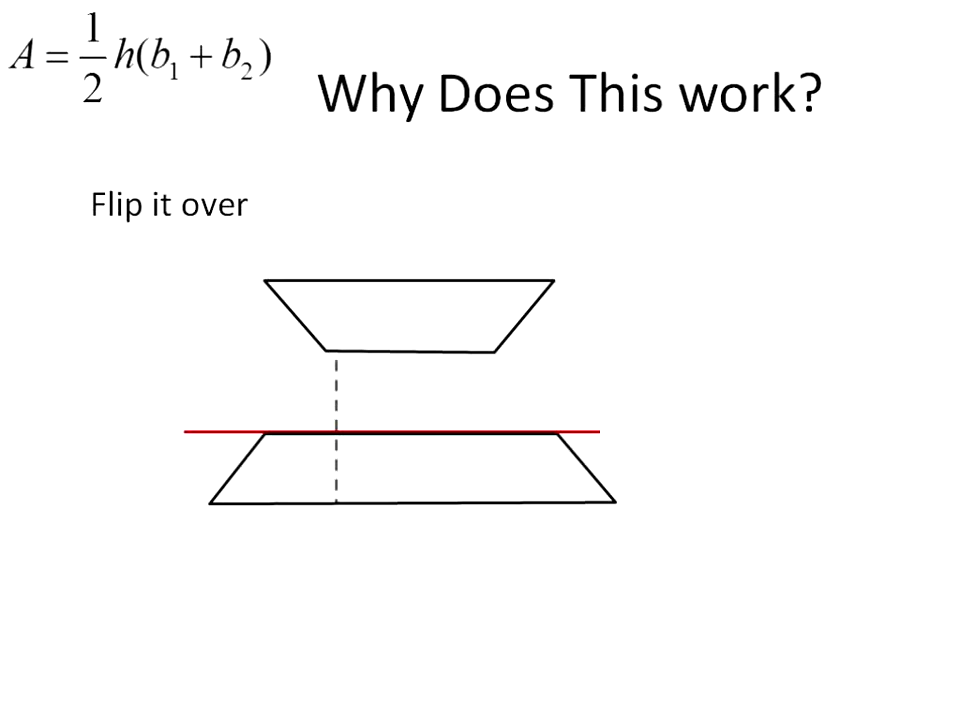 A = 1/2 h(b₁ + b₂)
Why Does This work?
Flip it over